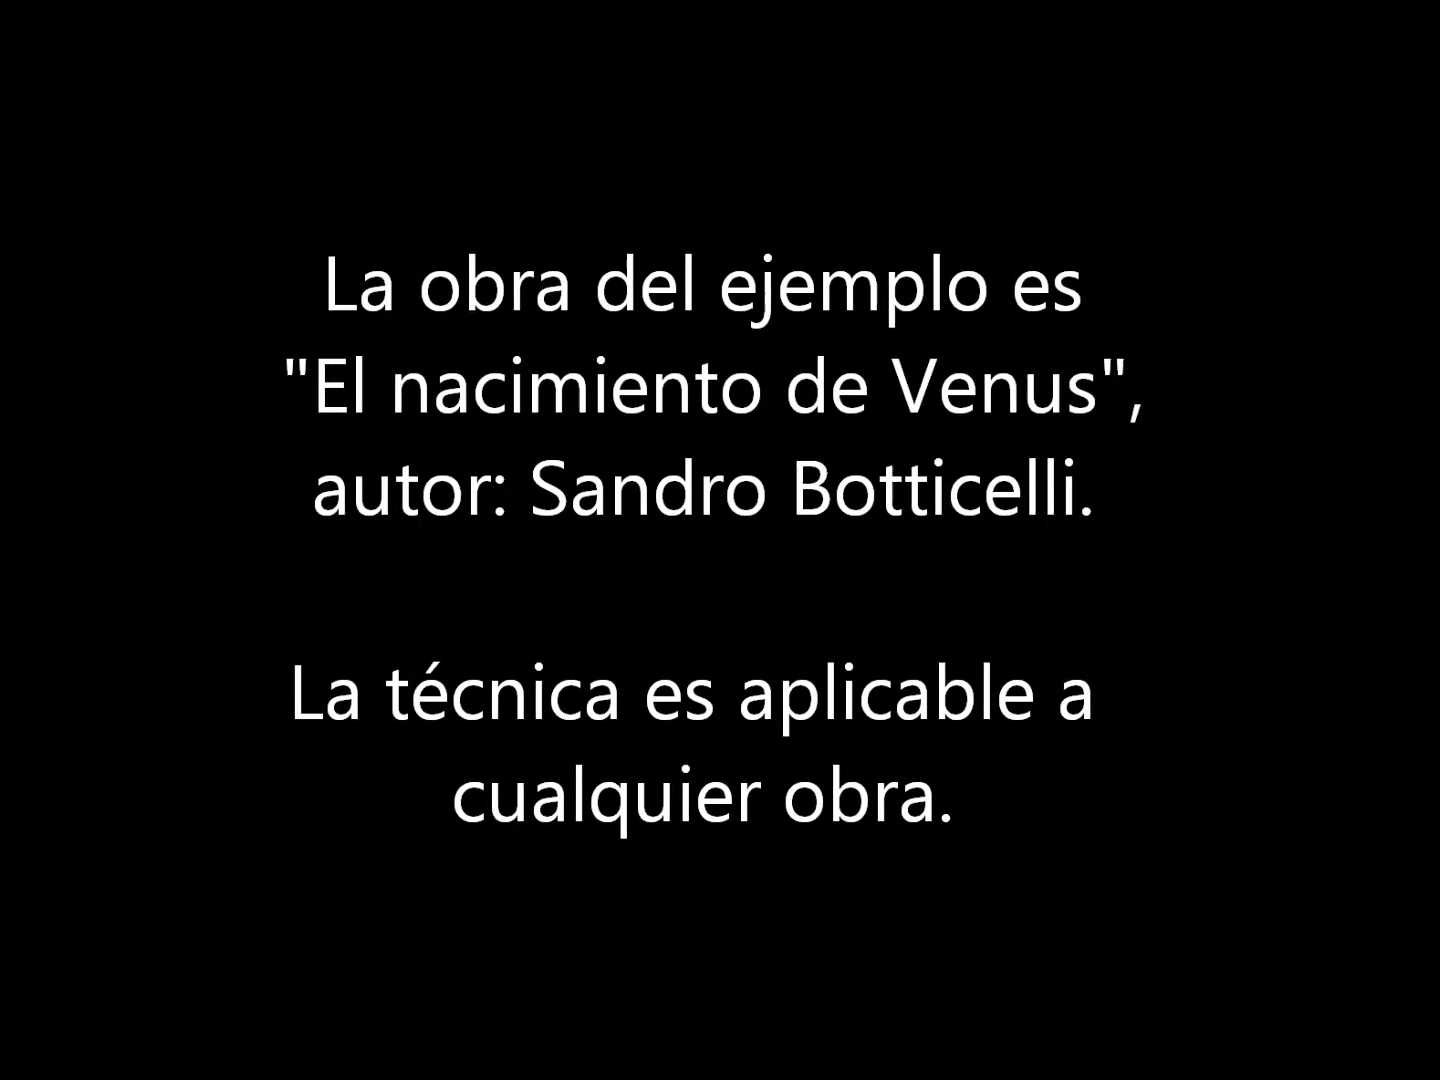 La obra del ejemplo es
"El nacimiento de Venus",
autor: Sandro Botticelli.
La técnica es aplicable a
cualquier obra.